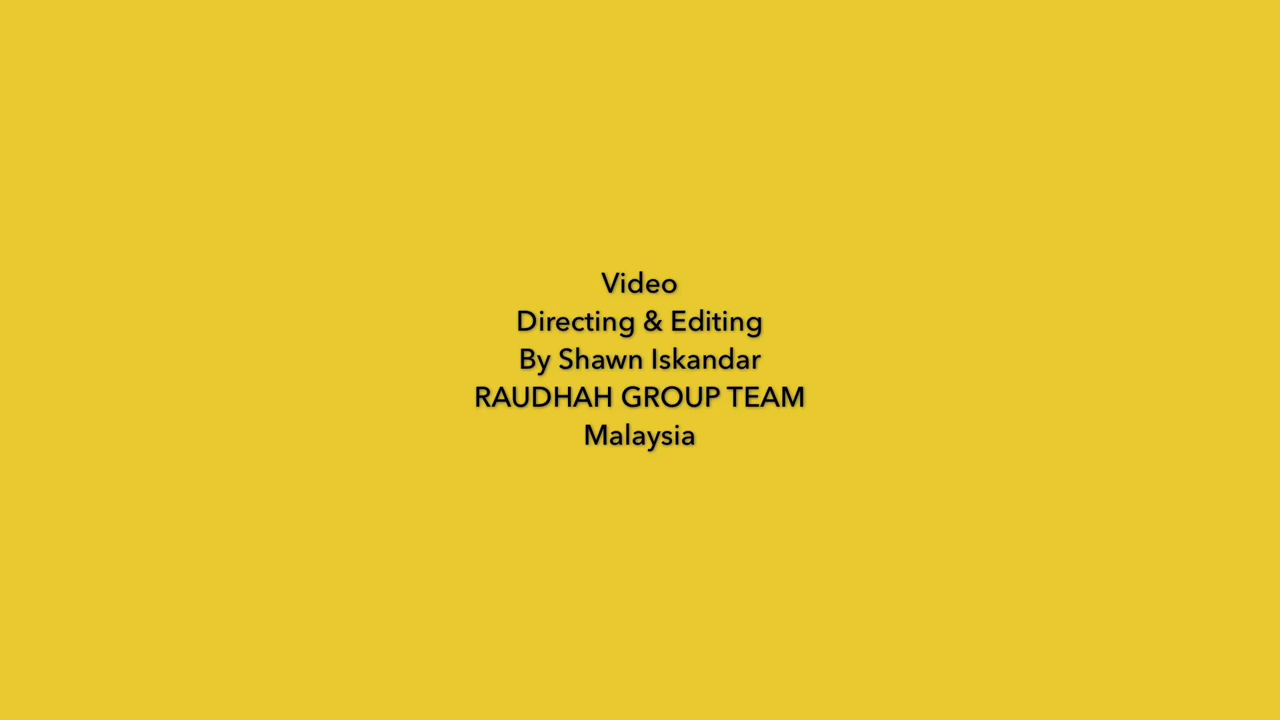 Video
Directing & Editing
By Shawn Iskandar
RAUDHAH GROUP TEAM
Malaysia